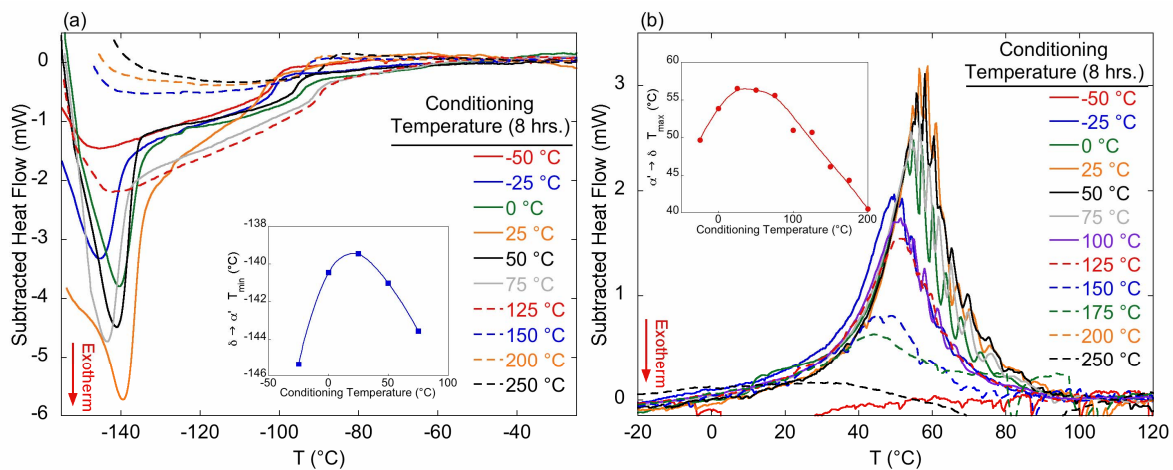 (a)
Subtracted Heat Flow (mW)
0
-1
-2
-3
-4
-5
-6
Exotherm
Conditioning
Temperature (8 hrs.)
-50 °C
-25 °C
0 °C
25 °C
50 °C
75 °C
125 °C
150 °C
200 °C
250 °C
δ → α' T_min (°C)
-138
-140
-142
-144
-146
-50
0
50
100
Conditioning Temperature (°C)
-140
-120
-100
-80
-60
-40
T (°C)
(b)
Subtracted Heat Flow (mW)
3
2
1
0
Exotherm
α' → δ T_max (°C)
60
55
50
45
40
0
100
200
Conditioning Temperature (°C)
Conditioning
Temperature (8 hrs.)
-50 °C
-25 °C
0 °C
25 °C
50 °C
75 °C
100 °C
125 °C
150 °C
175 °C
200 °C
250 °C
-20
0
20
40
60
80
100
120
T (°C)